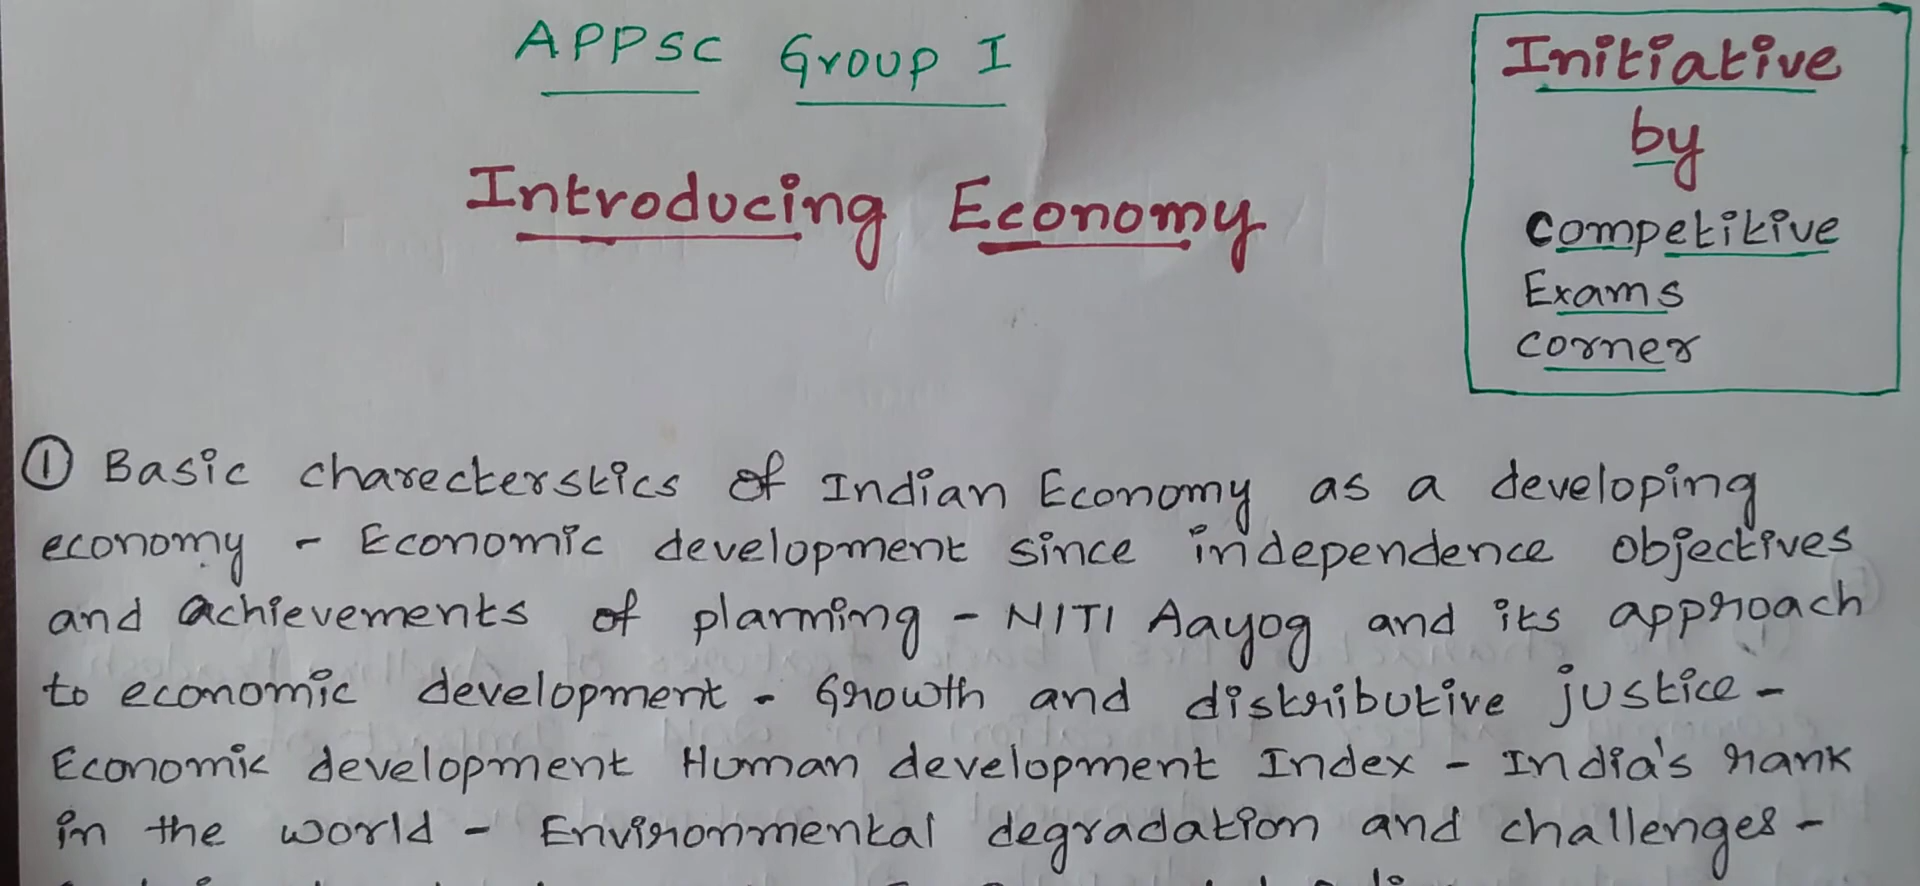 APPSC Group I
Introducing Economy
Initiative
by
Competitive
Exams
corner
① Basic charecterstics of Indian Economy as a developing
economy - Economic development since independence objectives
and achievements of planning - NITI Aayog and its approach
to economic development - Growth and distributive justice -
Economic development Human development Index - India's rank
in the world - Environmental degradation and challenges -